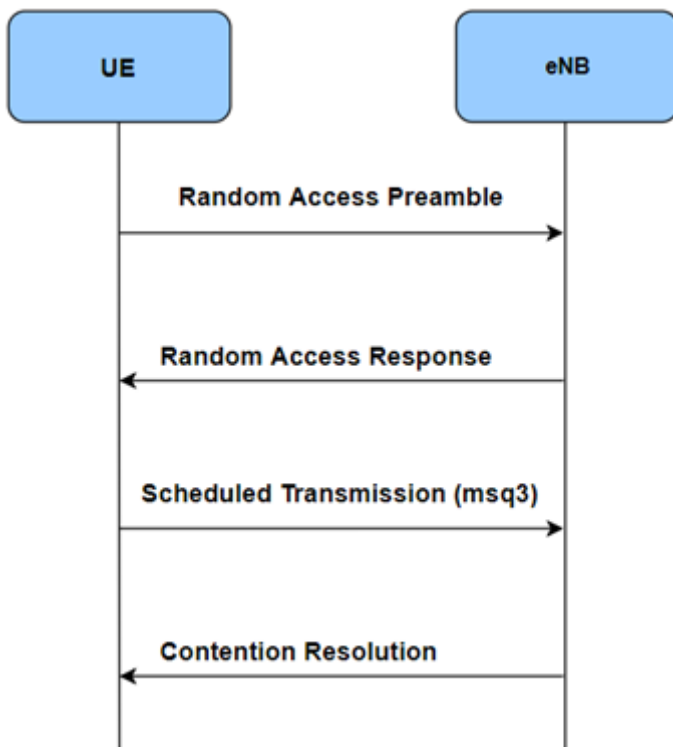 UE
eNB
Random Access Preamble
Random Access Response
Scheduled Transmission (msq3)
Contention Resolution